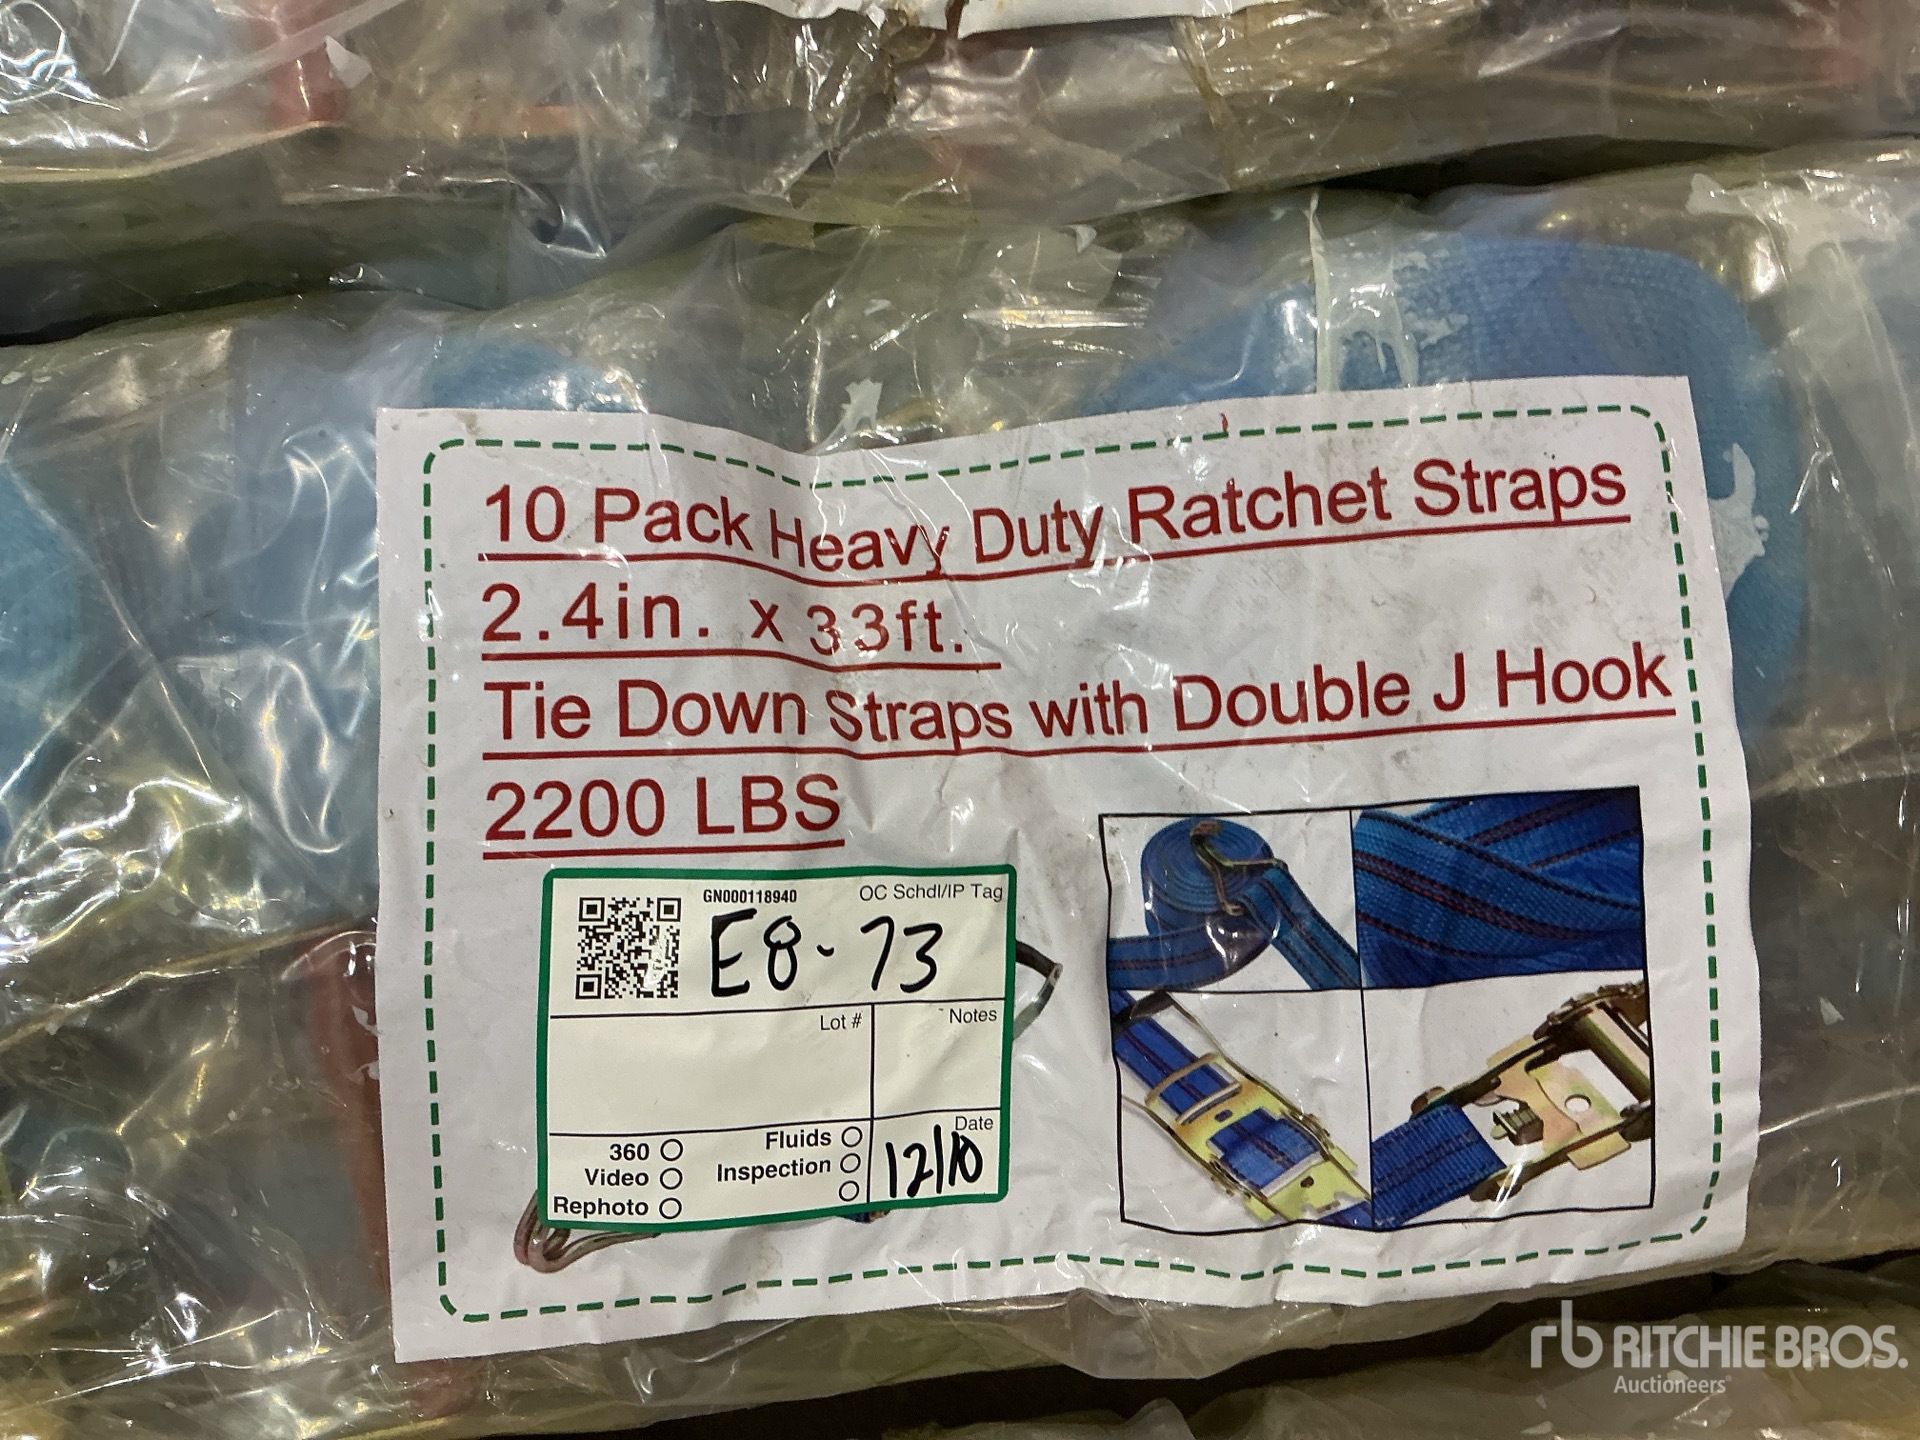 10 Pack Heavy Duty Ratchet Straps
2.4in. x 33ft.
Tie Down Straps with Double J Hook
2200 LBS
GN000118940 OC Schdl/IP Tag
E8-73
Lot #
Notes
360
Video
Rephoto
Fluids
Inspection
Date
12/10
rb RITCHIE BROS.
Auctioneers